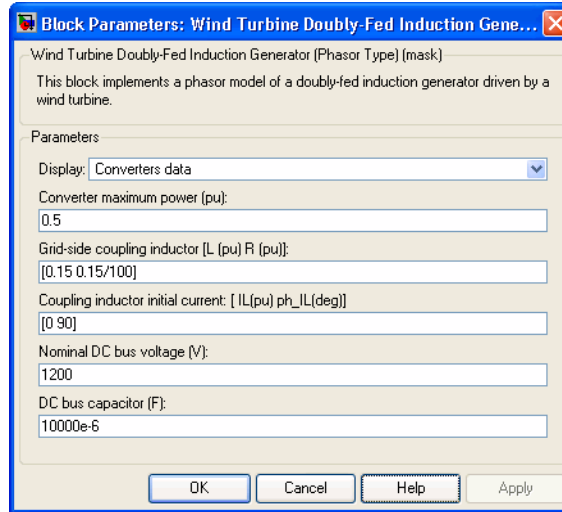 Block Parameters: Wind Turbine Doubly-Fed Induction Gene...
Wind Turbine Doubly-Fed Induction Generator (Phasor Type) (mask)
This block implements a phasor model of a doubly-fed induction generator driven by a
wind turbine.
Parameters
Display: Converters data
Converter maximum power (pu):
0.5
Grid-side coupling inductor [L (pu) R (pu)]:
[0.15 0.15/100]
Coupling inductor initial current: [ IL(pu) ph_IL(deg)]
[0 90]
Nominal DC bus voltage (V):
1200
DC bus capacitor (F):
10000e-6
OK Cancel Help Apply